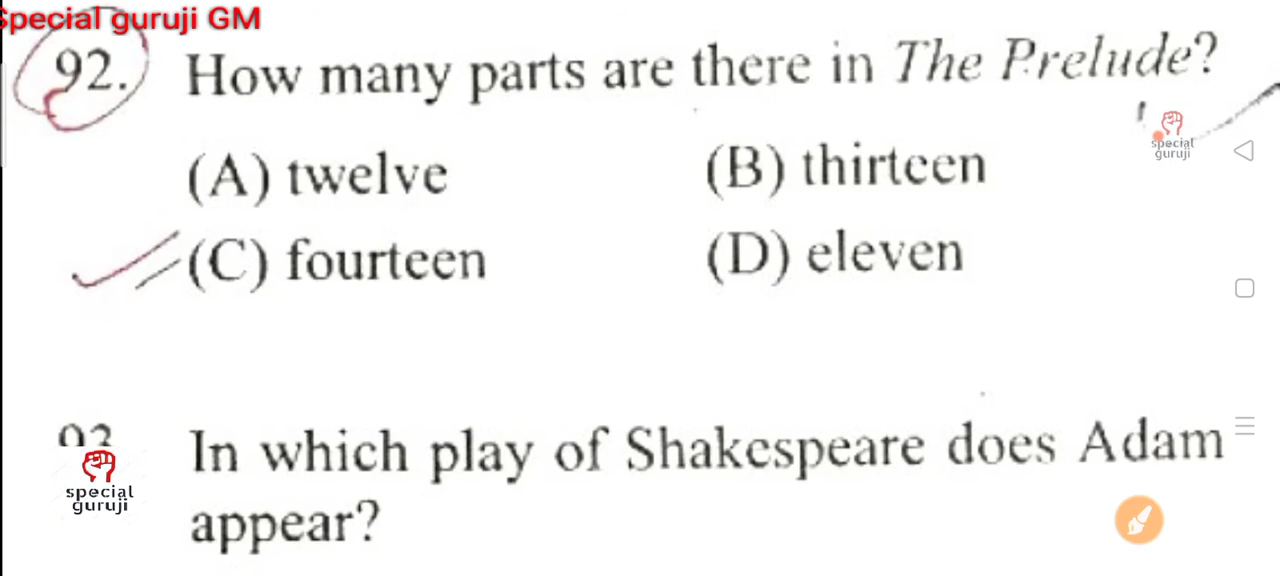 Special guruji GM
92. How many parts are there in The Prelude?
(A) twelve (B) thirteen
special
guruji
(C) fourteen (D) eleven
93 In which play of Shakespeare does Adam
special
guruji
appear?